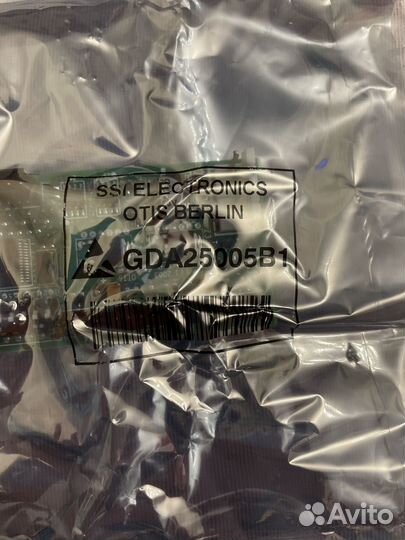 SSI ELECTRONICS
OTIS BERLIN
GDA25005B1
Avito